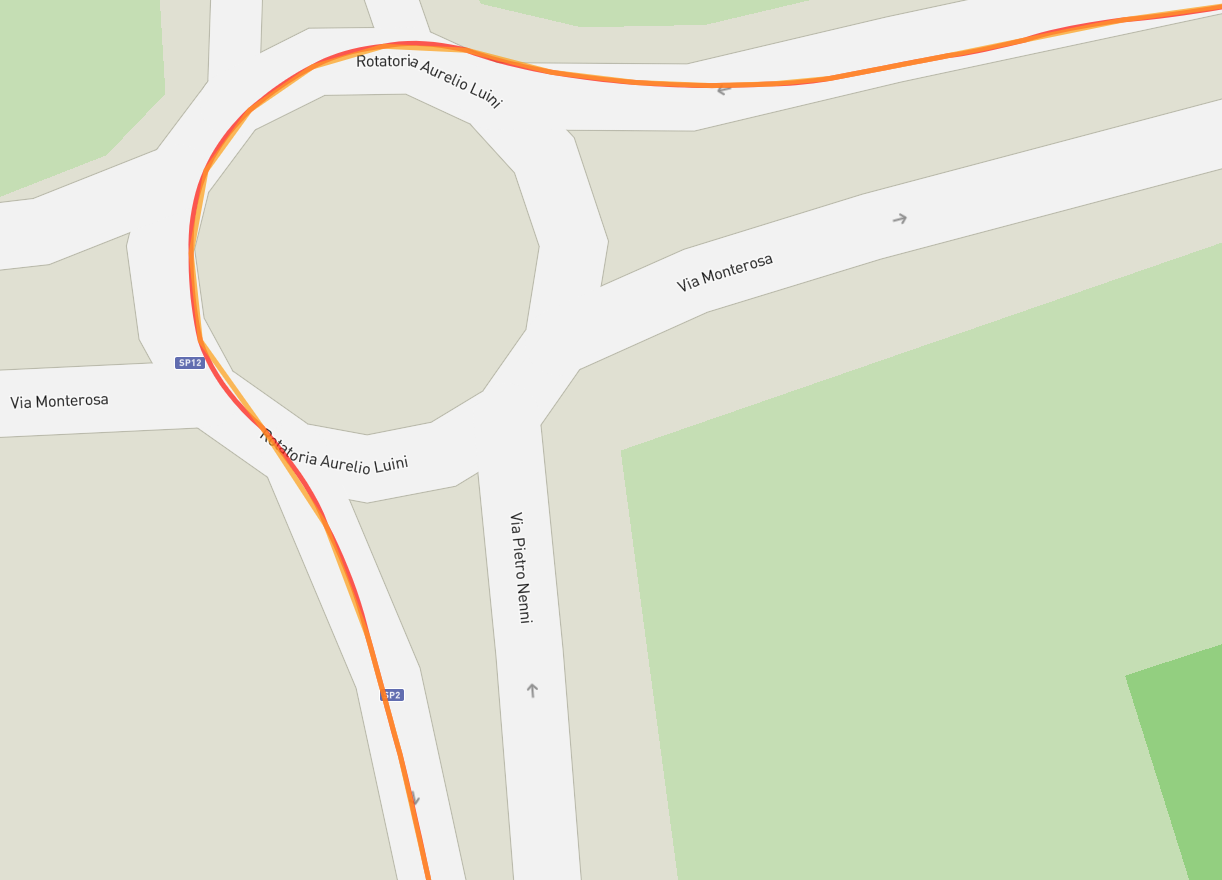 Rotatoria Aurelio Luini
Via Monterosa
SP12
Via Monterosa
Rotatoria Aurelio Luini
Via Pietro Nenni
SP2